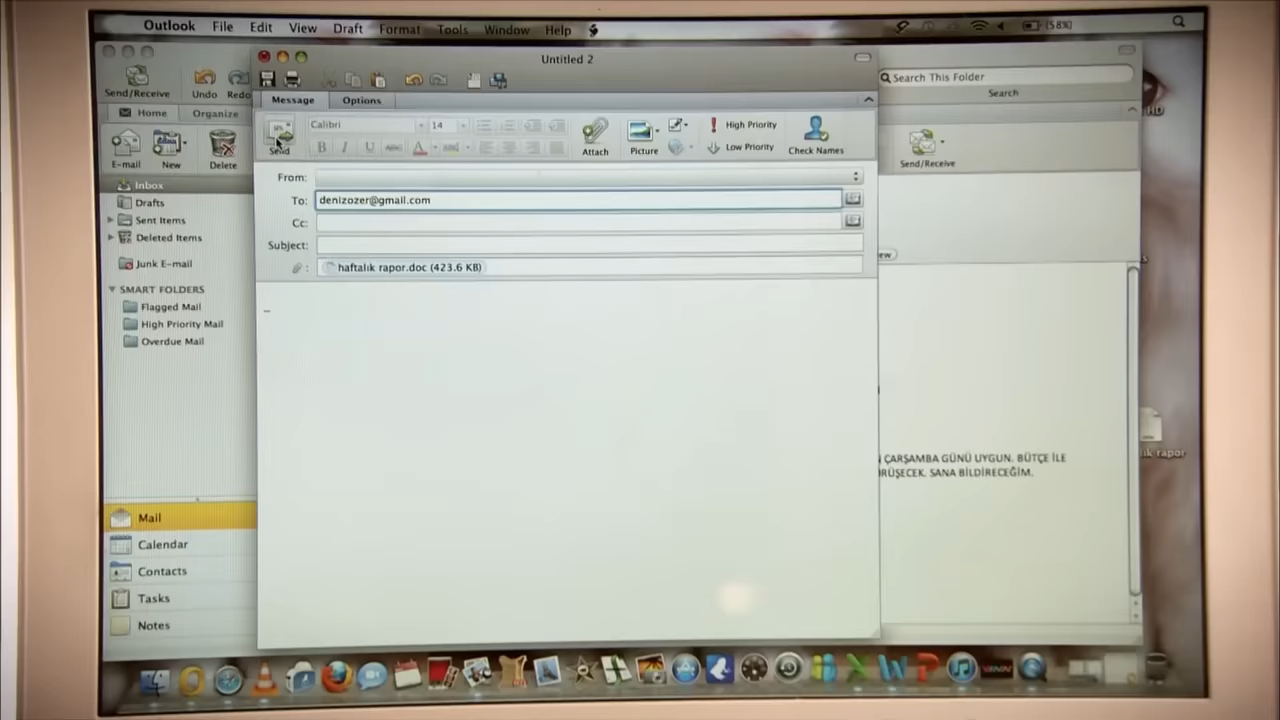 Outlook File Edit View Draft Format Tools Window Help (58%)
Untitled 2
Send/Receive Undo Redo
Search This Folder
Search
Message Options
Home Organize
Calibri 14
High Priority
Low Priority
Send Attach Picture Check Names
E-mail New Delete
Send/Receive
From:
To: denizozer@gmail.com
Cc:
Subject:
haftalık rapor.doc (423.6 KB)
Inbox
Drafts
Sent Items
Deleted Items
Junk E-mail
SMART FOLDERS
Flagged Mail
High Priority Mail
Overdue Mail
ÇARŞAMBA GÜNÜ UYGUN. BÜTÇE İLE
RÜŞECEK. SANA BİLDİRECEĞİM.
HD
lık rapor
Mail
Calendar
Contacts
Tasks
Notes